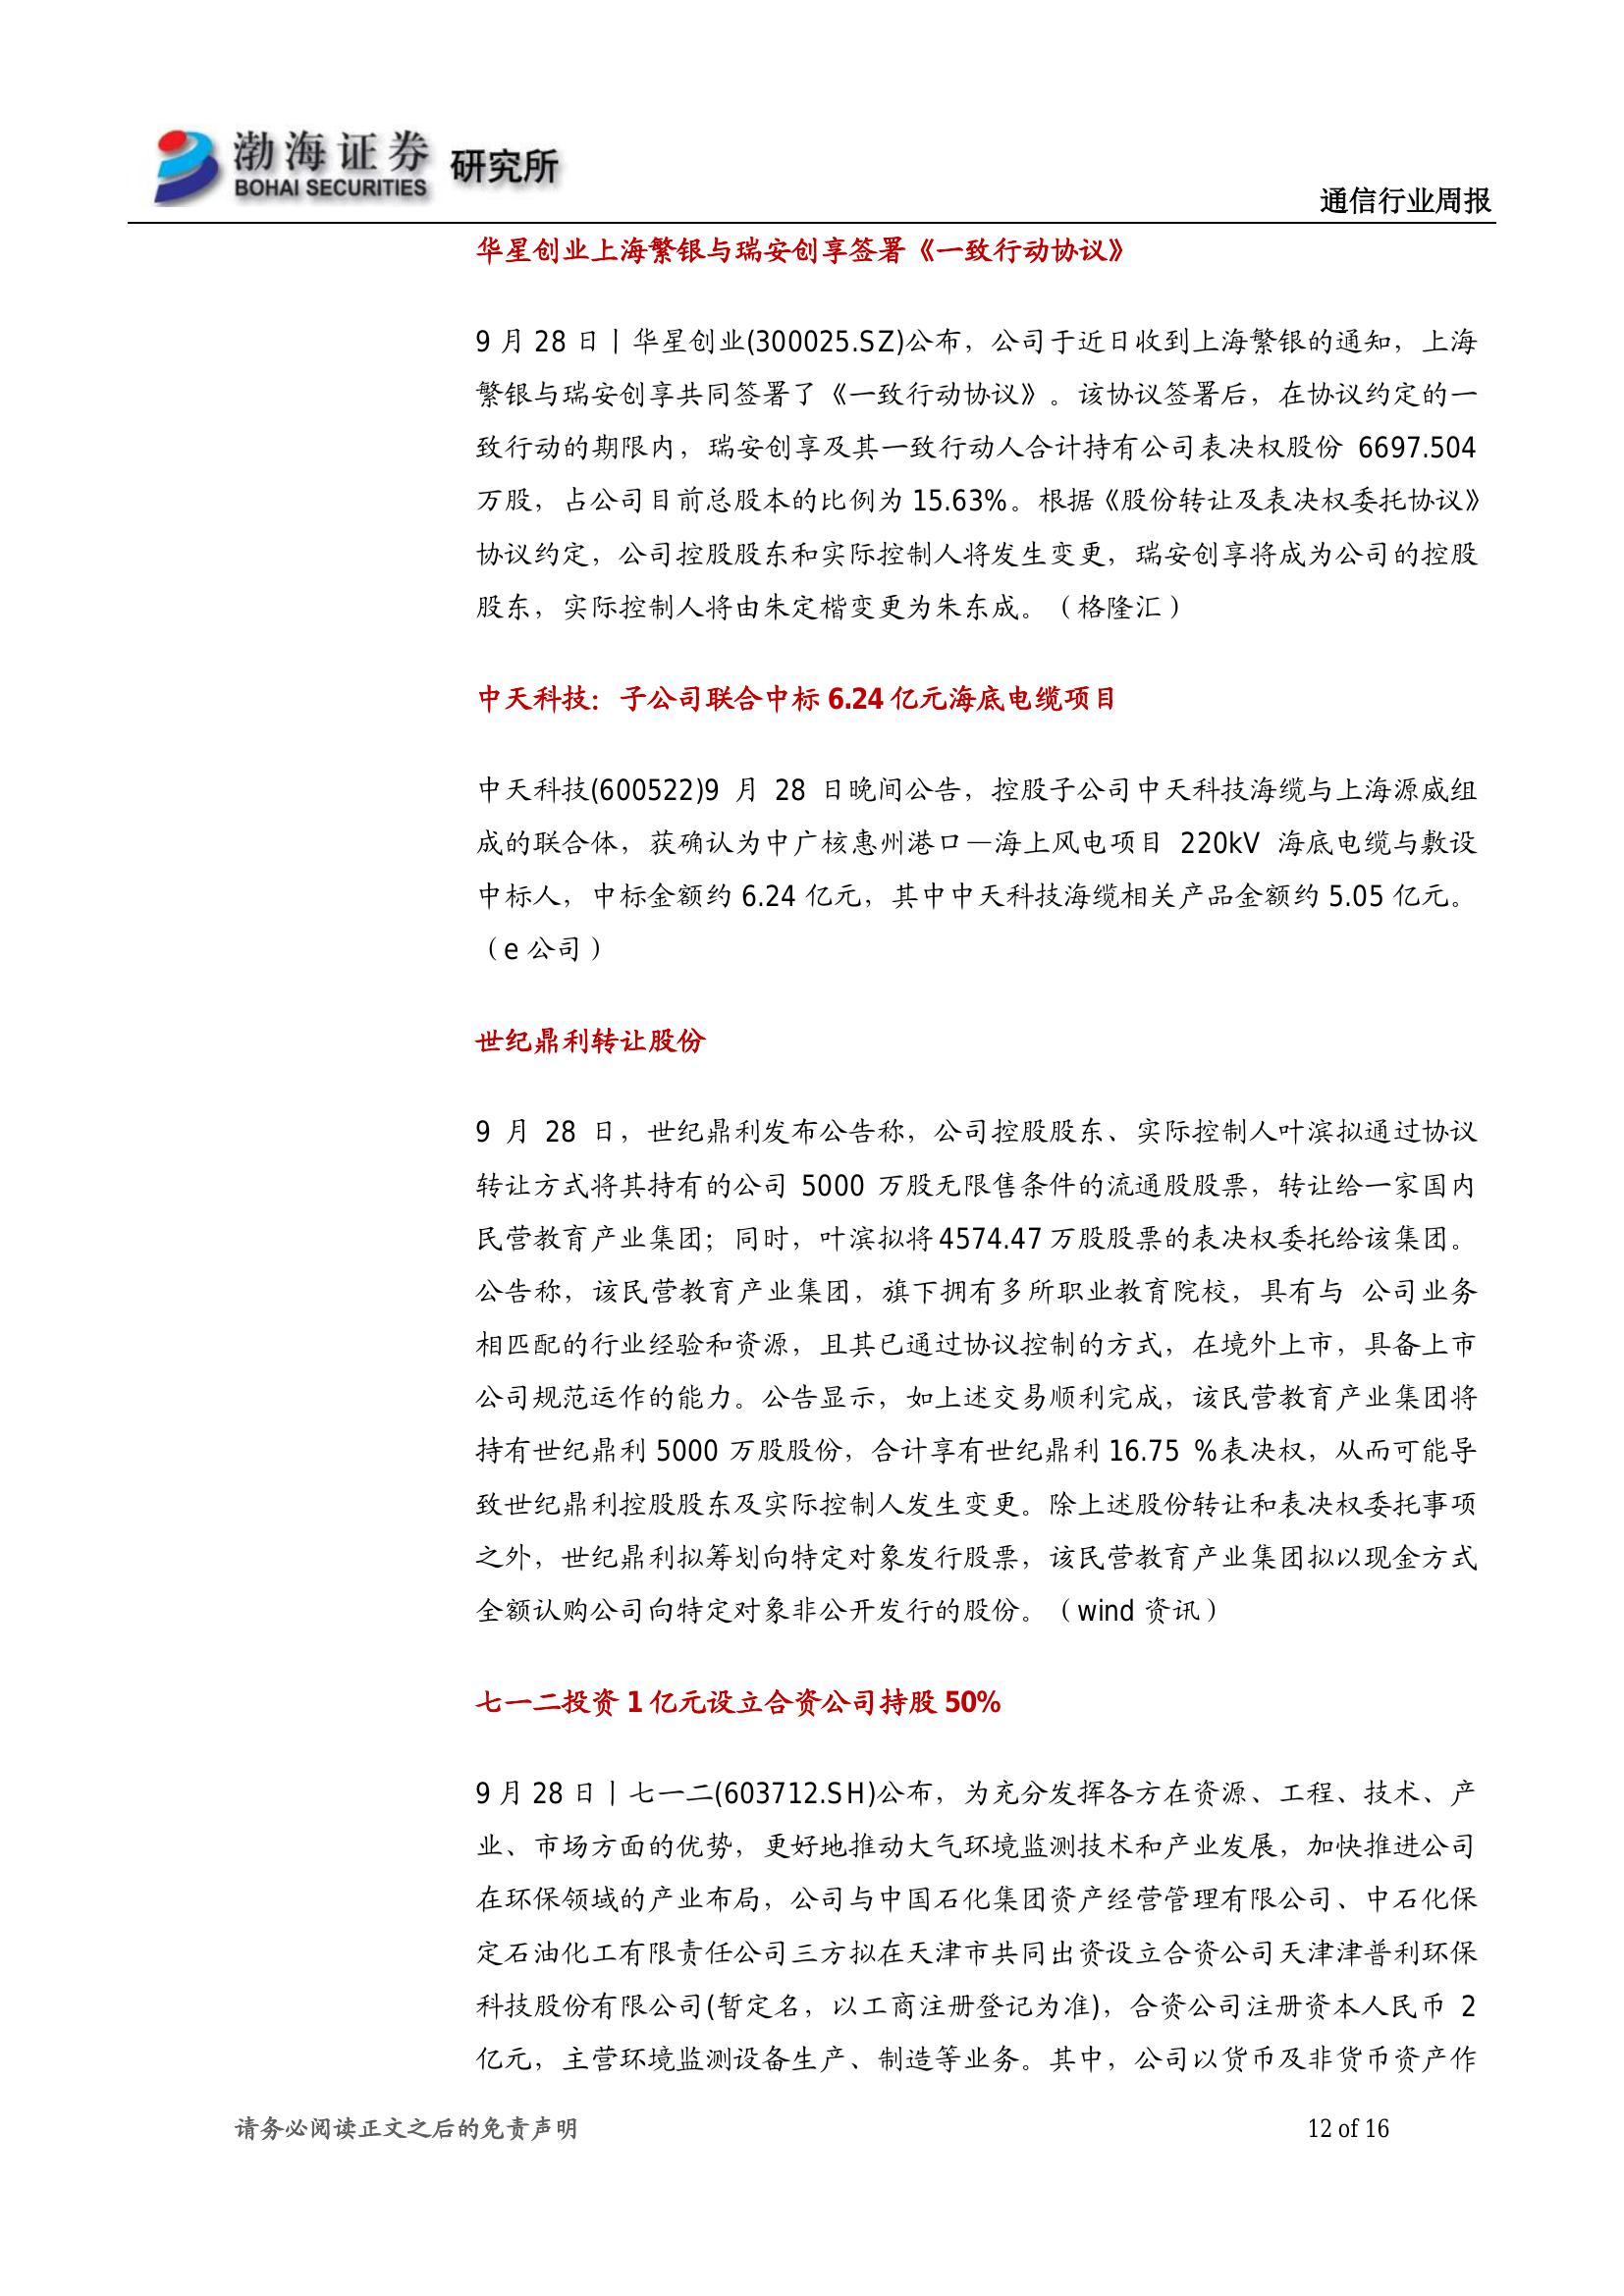 渤海证券 研究所
BOHAI SECURITIES
通信行业周报
华星创业上海繁银与瑞安创享签署《一致行动协议》
9 月 28 日丨华星创业(300025.SZ)公布，公司于近日收到上海繁银的通知，上海
繁银与瑞安创享共同签署了《一致行动协议》。该协议签署后，在协议约定的一
致行动的期限内，瑞安创享及其一致行动人合计持有公司表决权股份 6697.504
万股，占公司目前总股本的比例为 15.63%。根据《股份转让及表决权委托协议》
协议约定，公司控股股东和实际控制人将发生变更，瑞安创享将成为公司的控股
股东，实际控制人将由朱定楷变更为朱东成。（格隆汇）
中天科技：子公司联合中标 6.24 亿元海底电缆项目
中天科技(600522)9 月 28 日晚间公告，控股子公司中天科技海缆与上海源威组
成的联合体，获确认为中广核惠州港口一海上风电项目 220kV 海底电缆与敷设
中标人，中标金额约 6.24 亿元，其中中天科技海缆相关产品金额约 5.05 亿元。
（e 公司）
世纪鼎利转让股份
9 月 28 日，世纪鼎利发布公告称，公司控股股东、实际控制人叶滨拟通过协议
转让方式将其持有的公司 5000 万股无限售条件的流通股股票，转让给一家国内
民营教育产业集团；同时，叶滨拟将 4574.47 万股股票的表决权委托给该集团。
公告称，该民营教育产业集团，旗下拥有多所职业教育院校，具有与 公司业务
相匹配的行业经验和资源，且其已通过协议控制的方式，在境外上市，具备上市
公司规范运作的能力。公告显示，如上述交易顺利完成，该民营教育产业集团将
持有世纪鼎利 5000 万股股份，合计享有世纪鼎利 16.75 %表决权，从而可能导
致世纪鼎利控股股东及实际控制人发生变更。除上述股份转让和表决权委托事项
之外，世纪鼎利拟筹划向特定对象发行股票，该民营教育产业集团拟以现金方式
全额认购公司向特定对象非公开发行的股份。（wind 资讯）
七一二投资 1 亿元设立合资公司持股 50%
9 月 28 日丨七一二(603712.SH)公布，为充分发挥各方在资源、工程、技术、产
业、市场方面的优势，更好地推动大气环境监测技术和产业发展，加快推进公司
在环保领域的产业布局，公司与中国石化集团资产经营管理有限公司、中石化保
定石油化工有限责任公司三方拟在天津市共同出资设立合资公司天津津普利环保
科技股份有限公司(暂定名，以工商注册登记为准)，合资公司注册资本人民币 2
亿元，主营环境监测设备生产、制造等业务。其中，公司以货币及非货币资产作
请务必阅读正文之后的免责声明
12 of 16